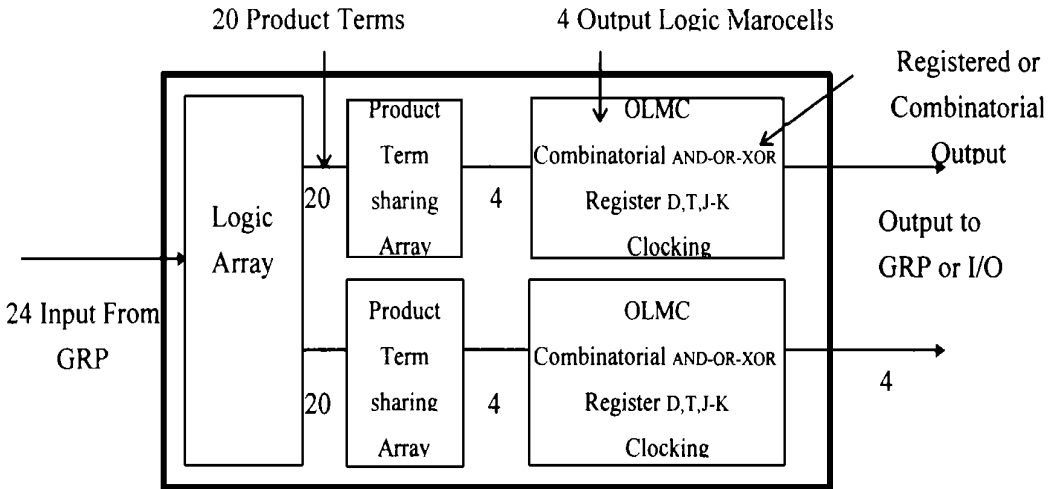 20 Product Terms
4 Output Logic Marocells
Registered or
Combinatorial
Output
Product
Term
sharing
Array
OLMC
Combinatorial AND-OR-XOR
Register D,T,J-K
Clocking
20
4
Logic
Array
Output to
GRP or I/O
24 Input From
GRP
Product
Term
sharing
Array
OLMC
Combinatorial AND-OR-XOR
Register D,T,J-K
Clocking
20
4
4